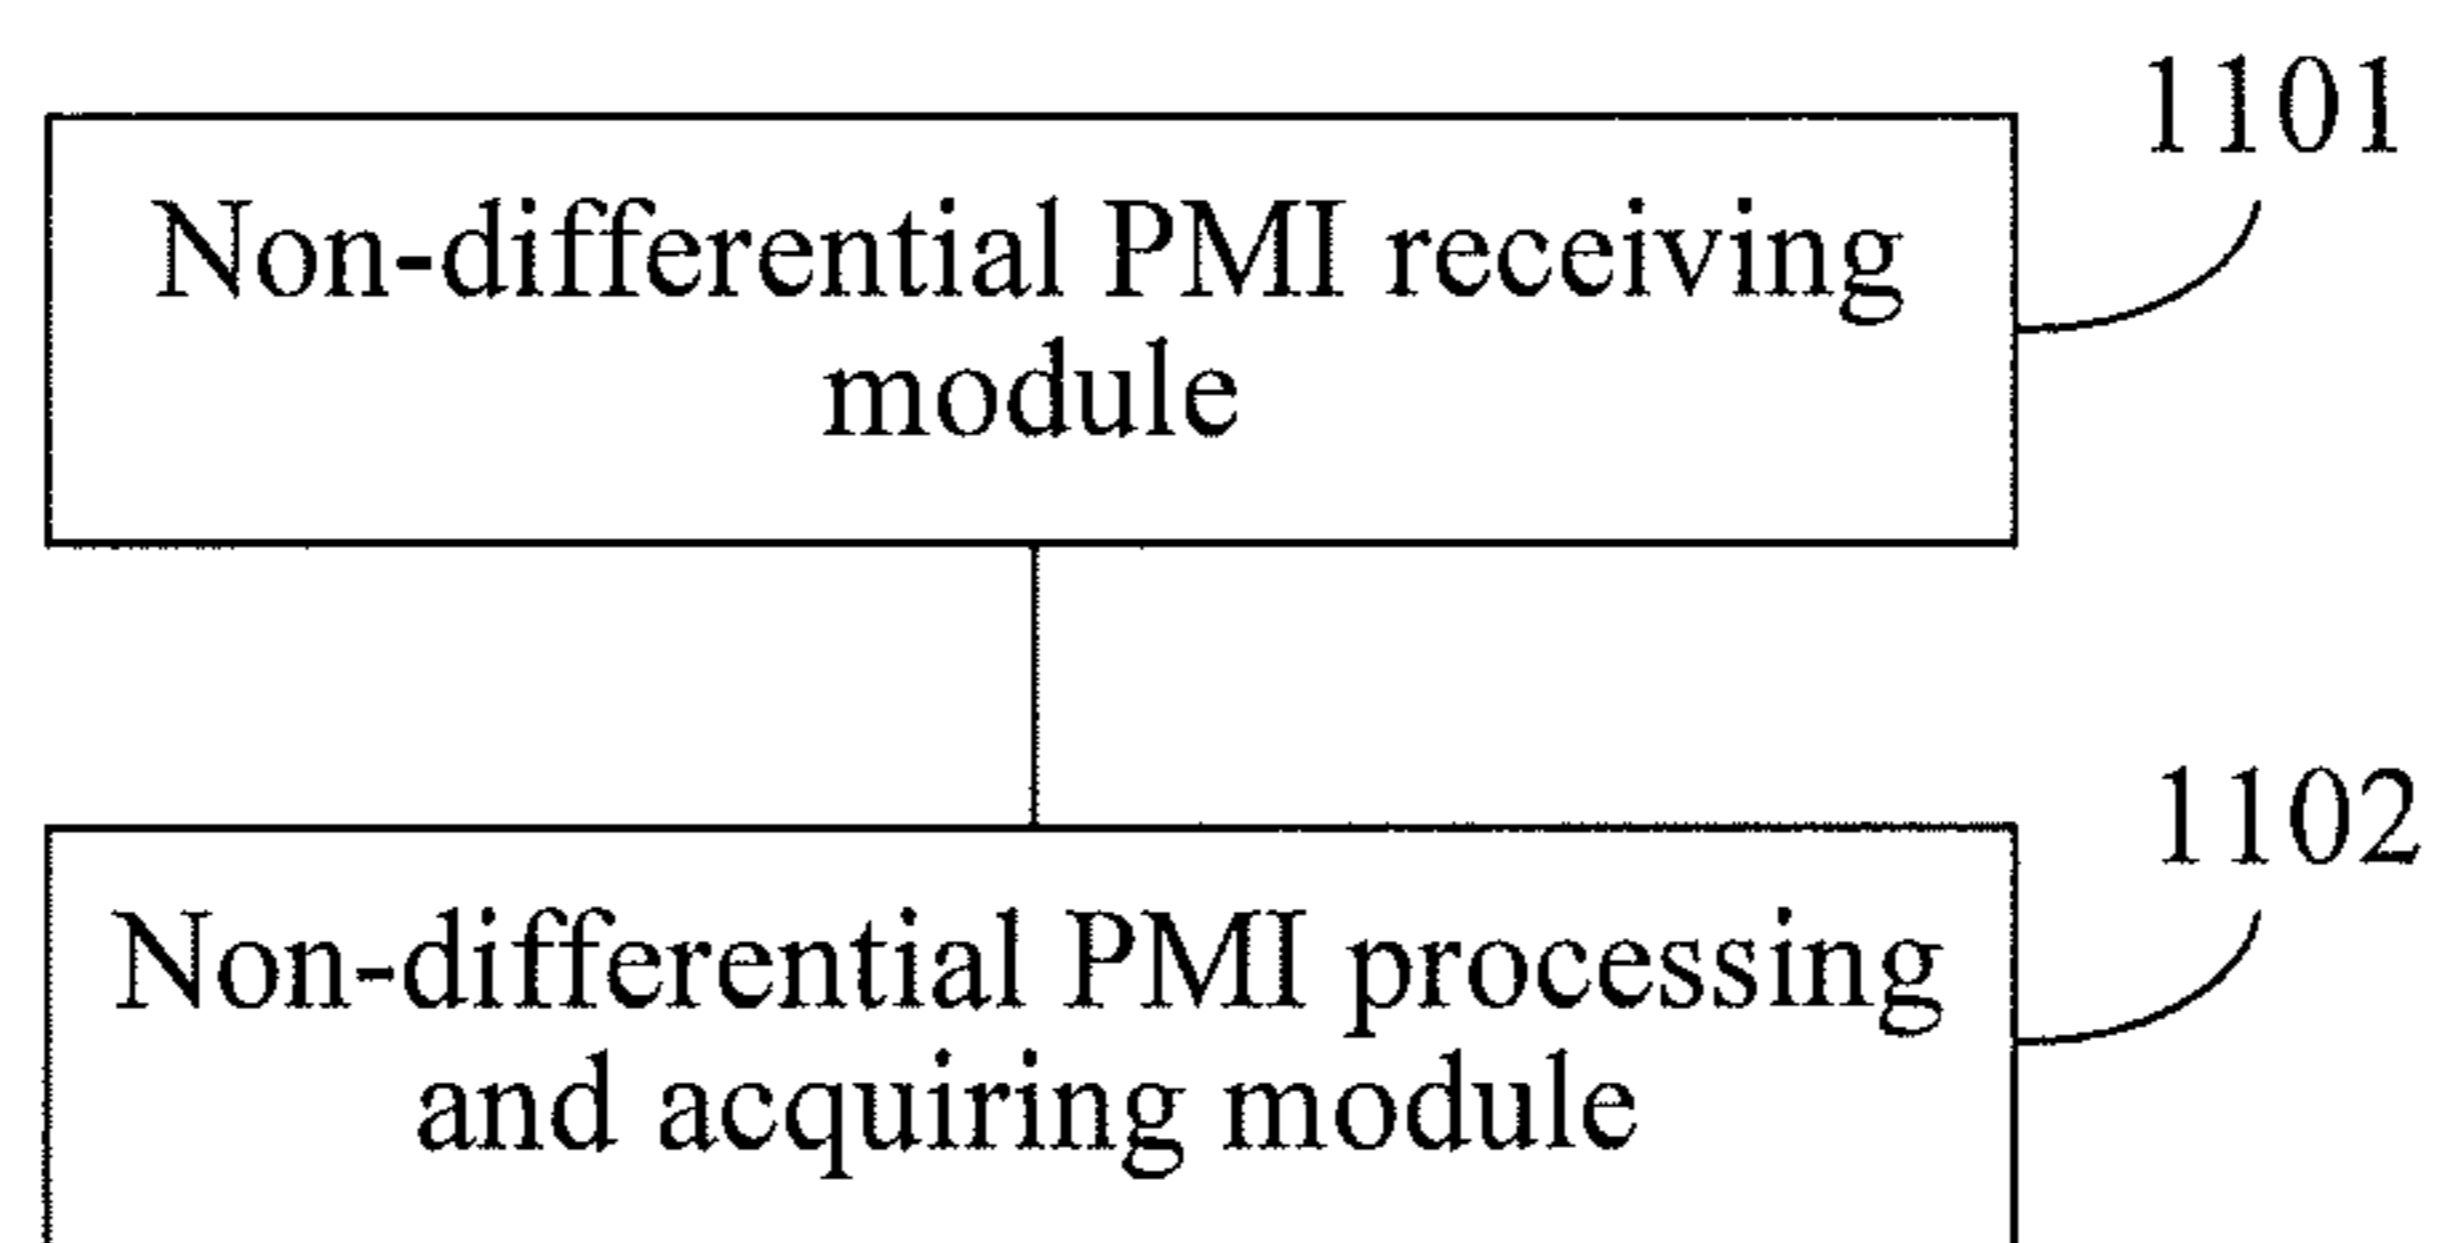 1101
Non-differential PMI receiving
module
1102
Non-differential PMI processing
and acquiring module